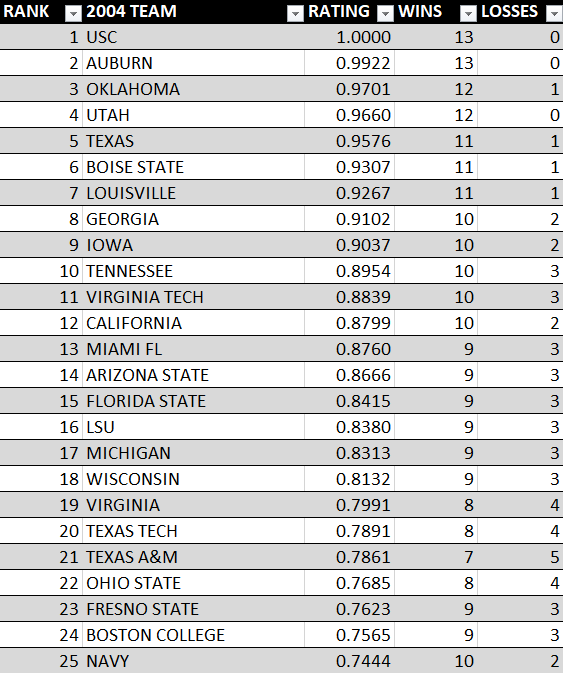 RANK 2004 TEAM RATING WINS LOSSES
1 USC 1.0000 13 0
2 AUBURN 0.9922 13 0
3 OKLAHOMA 0.9701 12 1
4 UTAH 0.9660 12 0
5 TEXAS 0.9576 11 1
6 BOISE STATE 0.9307 11 1
7 LOUISVILLE 0.9267 11 1
8 GEORGIA 0.9102 10 2
9 IOWA 0.9037 10 2
10 TENNESSEE 0.8954 10 3
11 VIRGINIA TECH 0.8839 10 3
12 CALIFORNIA 0.8799 10 2
13 MIAMI FL 0.8760 9 3
14 ARIZONA STATE 0.8666 9 3
15 FLORIDA STATE 0.8415 9 3
16 LSU 0.8380 9 3
17 MICHIGAN 0.8313 9 3
18 WISCONSIN 0.8132 9 3
19 VIRGINIA 0.7991 8 4
20 TEXAS TECH 0.7891 8 4
21 TEXAS A&M 0.7861 7 5
22 OHIO STATE 0.7685 8 4
23 FRESNO STATE 0.7623 9 3
24 BOSTON COLLEGE 0.7565 9 3
25 NAVY 0.7444 10 2